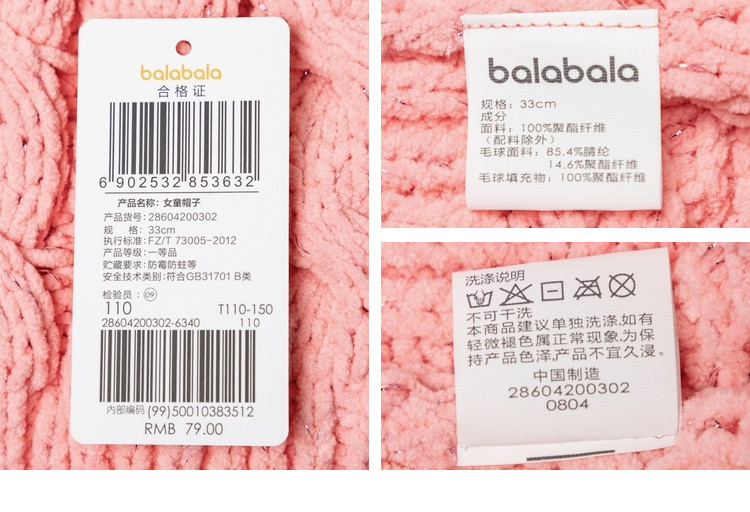 balabala
合格证
6 902532 853632
产品名称: 女童帽子
产品货号: 28604200302
规 格: 33cm
执行标准: FZ/T 73005-2012
产品等级: 一等品
贮藏要求: 防霉防蛀等
安全技术类别: 符合GB31701 B类
检验员: 09
110 T110-150
28604200302-6340 110
内部编码 (99)50010383512
RMB 79.00
balabala
规格: 33cm
成分
面料: 100%聚酯纤维
（配料除外）
毛球面料: 85.4%腈纶
14.6%聚酯纤维
毛球填充物: 100%聚酯纤维
洗涤说明
不可干洗
本商品建议单独洗涤,如有
轻微褪色属正常现象,为保
持产品色泽,产品不宜久浸。
中国制造
28604200302
0804